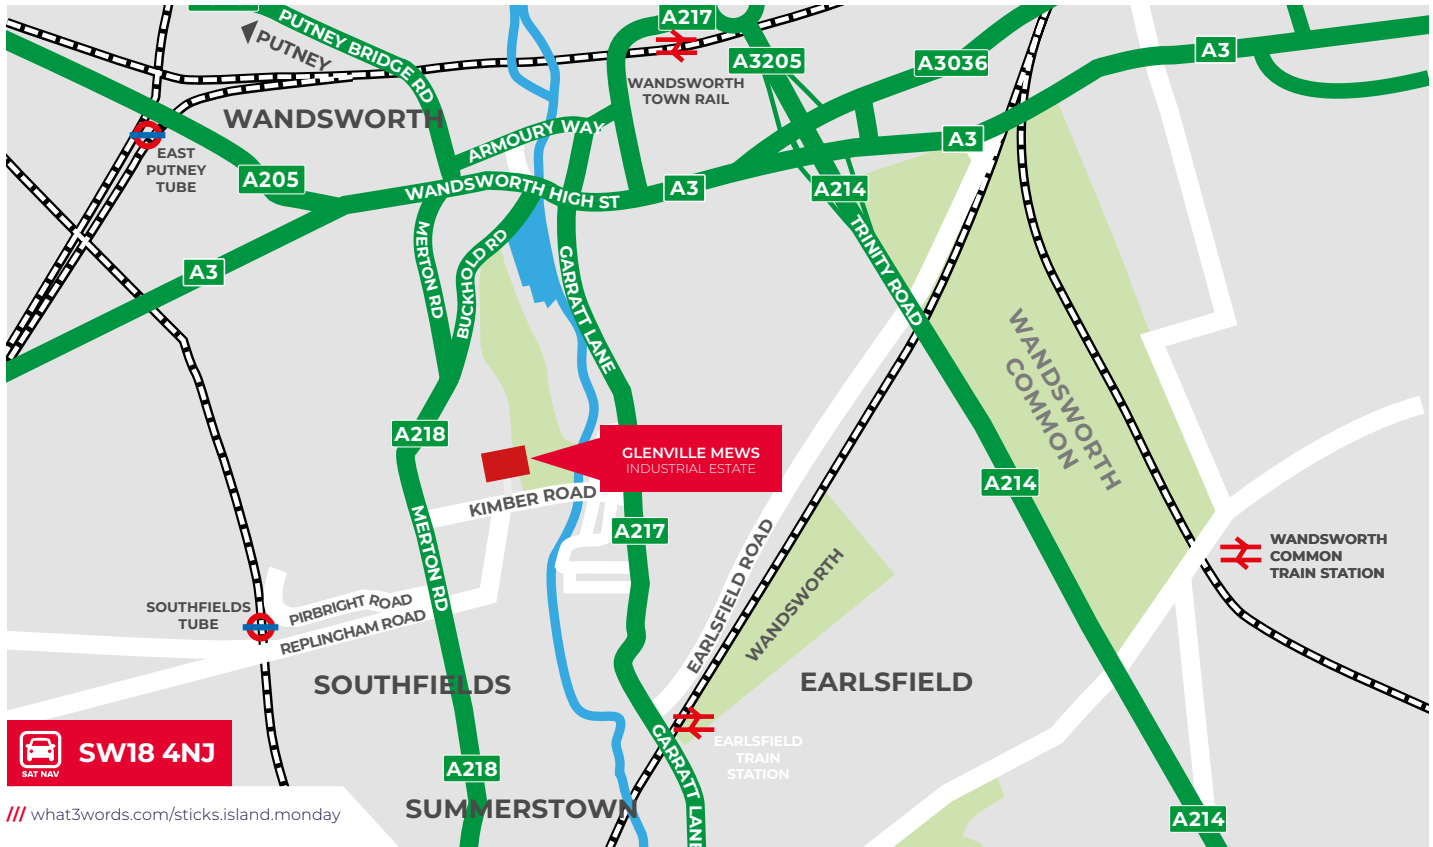 A217
PUTNEY BRIDGE RD
PUTNEY
A3205
A3036
A3
WANDSWORTH
TOWN RAIL
WANDSWORTH
ARMOURY WAY
A3
EAST
PUTNEY
TUBE
A205
WANDSWORTH HIGH ST
A3
A214
A3
MERTON RD
BUCKHOLD RD
GARRATT LANE
TRINITY ROAD
WANDSWORTH
COMMON
A218
GLENVILLE MEWS
INDUSTRIAL ESTATE
A214
KIMBER ROAD
A217
MERTON RD
EARLSFIELD ROAD
WANDSWORTH
WANDSWORTH
COMMON
TRAIN STATION
SOUTHFIELDS
TUBE
PIRBRIGHT ROAD
REPLINGHAM ROAD
SOUTHFIELDS
EARLSFIELD
EARLSFIELD
TRAIN
STATION
GARRATT LANE
SAT NAV
SW18 4NJ
A218
SUMMERSTOWN
A214
/// what3words.com/sticks.island.monday